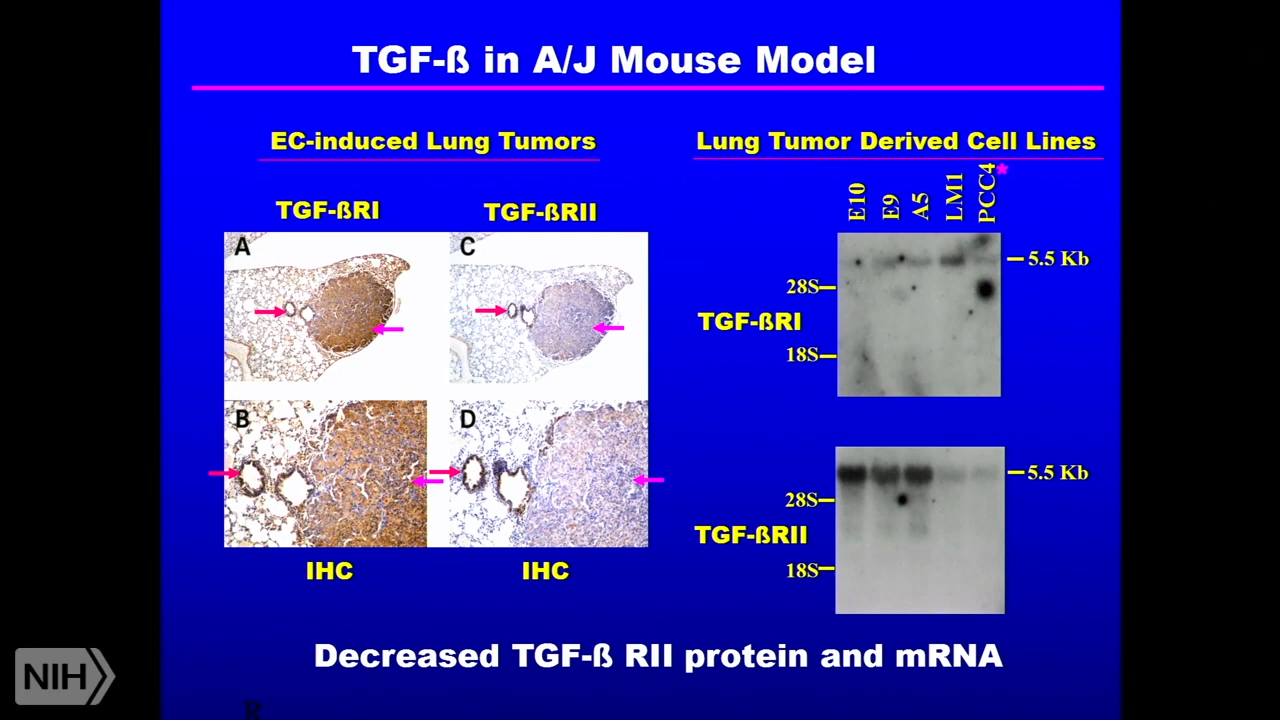 TGF-ß in A/J Mouse Model
EC-induced Lung Tumors
Lung Tumor Derived Cell Lines
TGF-ßRI
TGF-ßRII
A
C
B
D
IHC
IHC
E10
E9
A5
LM1
PCC4*
5.5 Kb
28S
TGF-ßRI
18S
5.5 Kb
28S
TGF-ßRII
18S
Decreased TGF-ß RII protein and mRNA
NIH
R